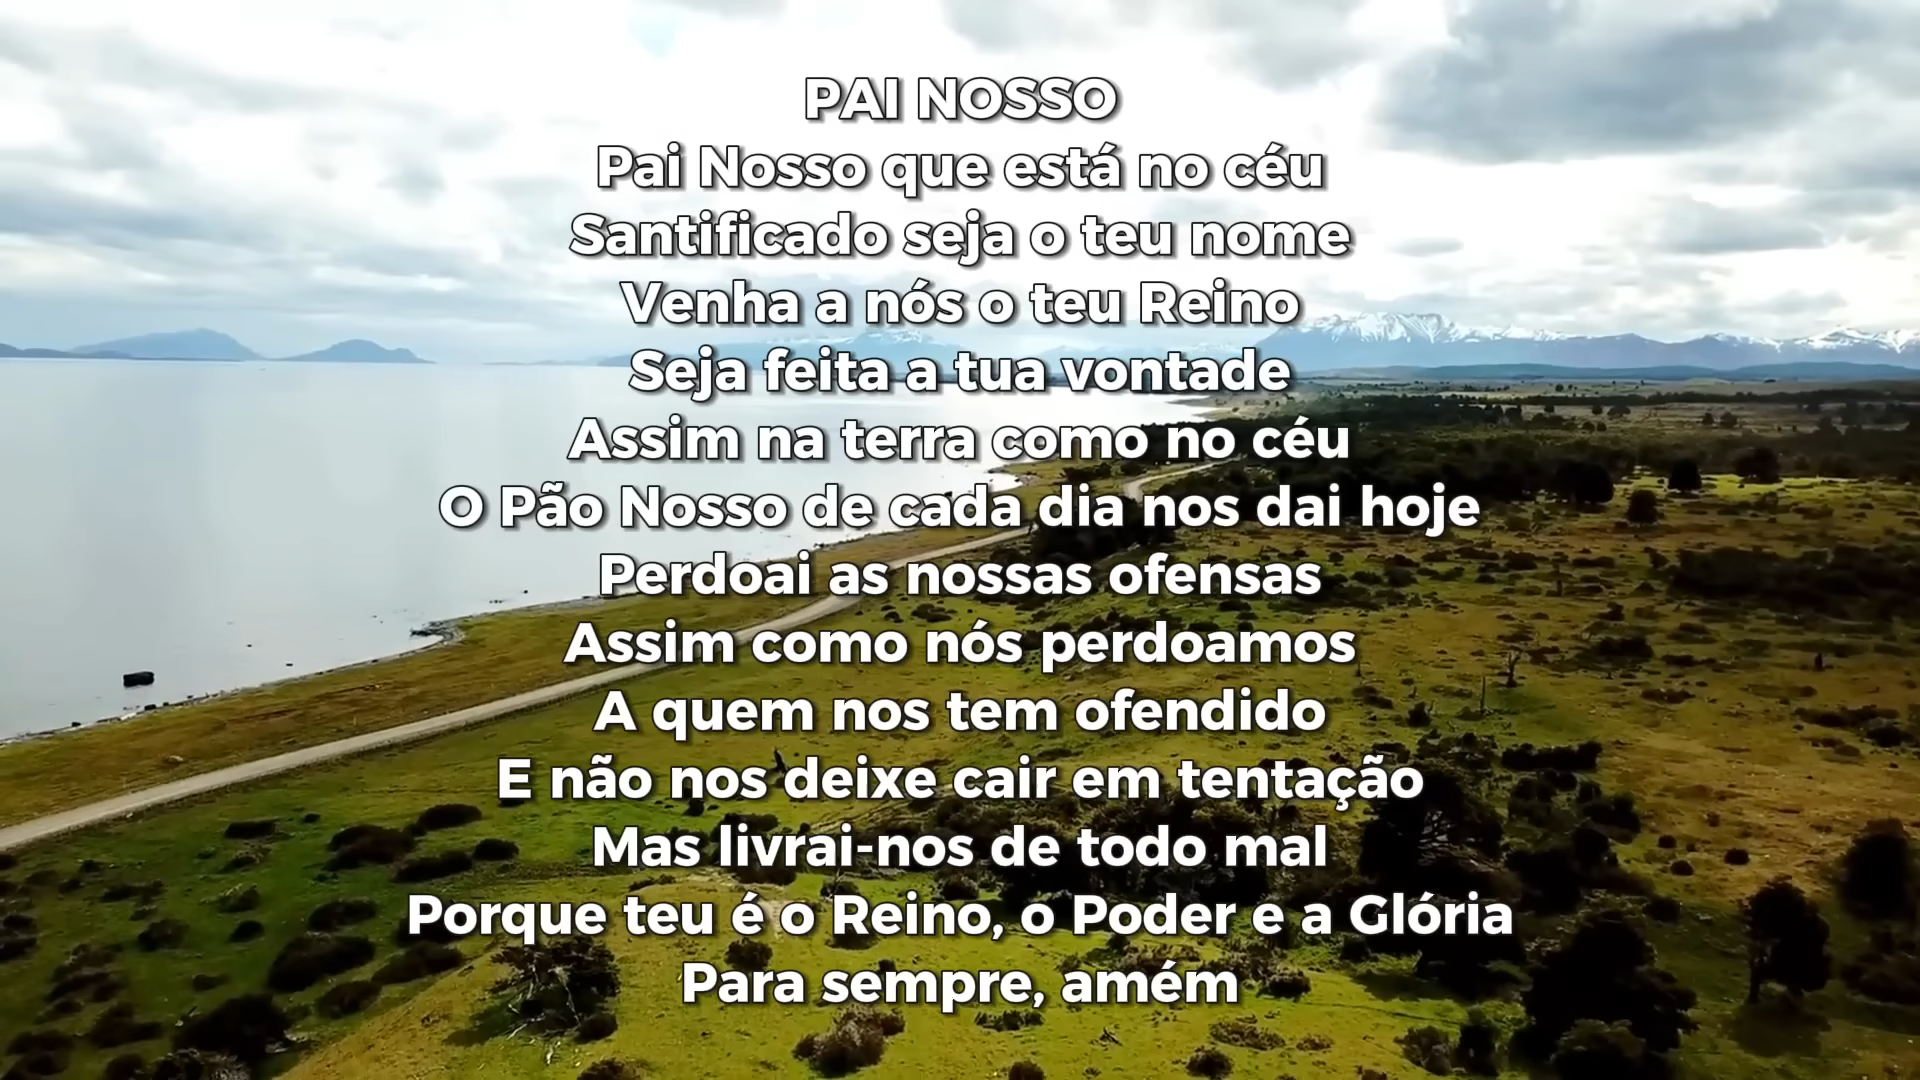 PAI NOSSO
Pai Nosso que está no céu
Santificado seja o teu nome
Venha a nós o teu Reino
Seja feita a tua vontade
Assim na terra como no céu
O Pão Nosso de cada dia nos dai hoje
Perdoai as nossas ofensas
Assim como nós perdoamos
A quem nos tem ofendido
E não nos deixe cair em tentação
Mas livrai-nos de todo mal
Porque teu é o Reino, o Poder e a Glória
Para sempre, amém